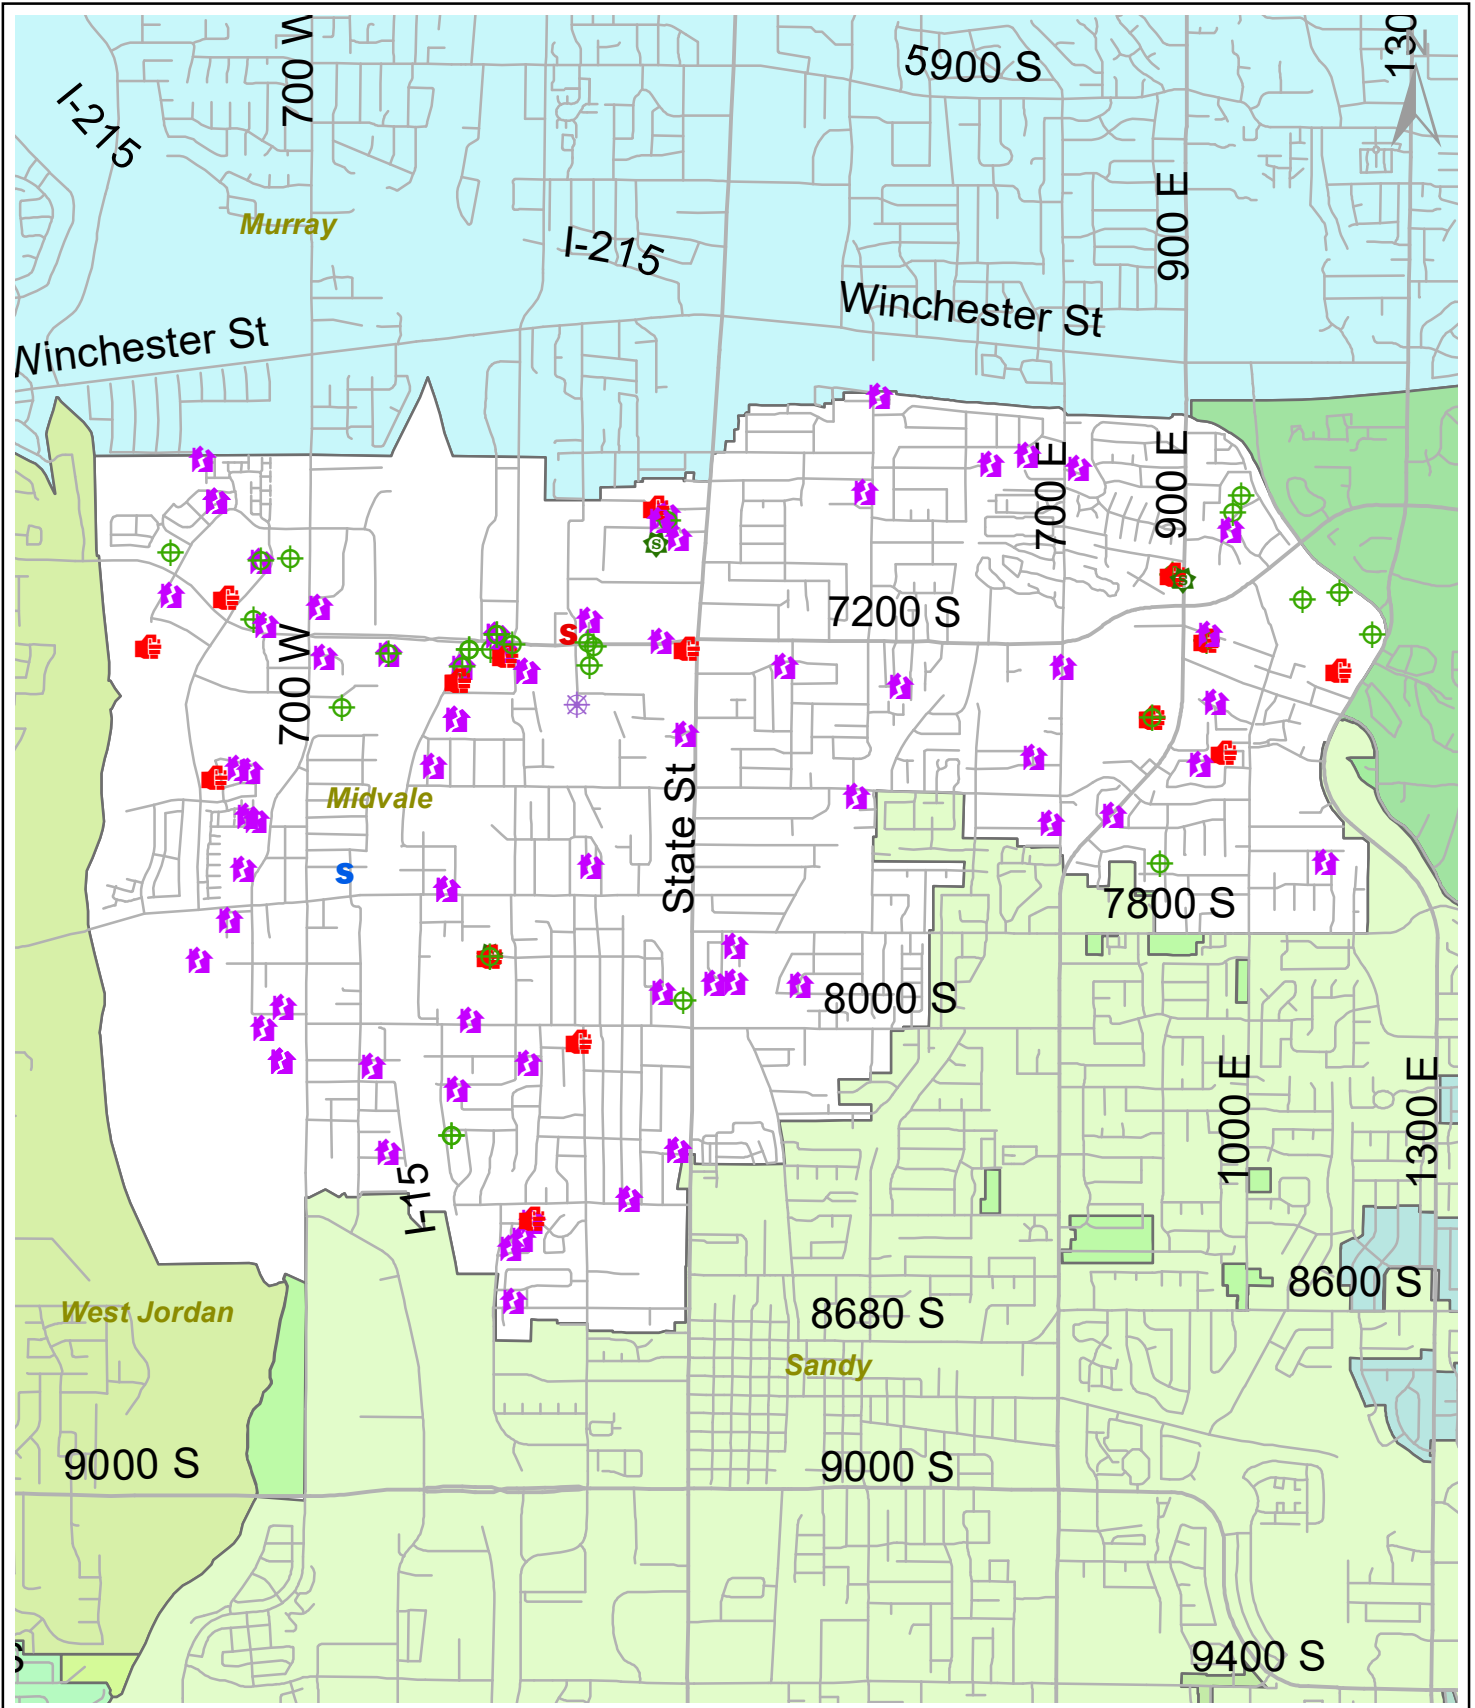 700 W
5900 S
130
I-215
Murray
900 E
I-215
Winchester St
Winchester St
700 E
900 E
7200 S
S
S
700 W
Midvale
State St
S
S
7800 S
8000 S
1000 E
1300 E
I-15
8600 S
West Jordan
8680 S
Sandy
9000 S
9000 S
9400 S
S